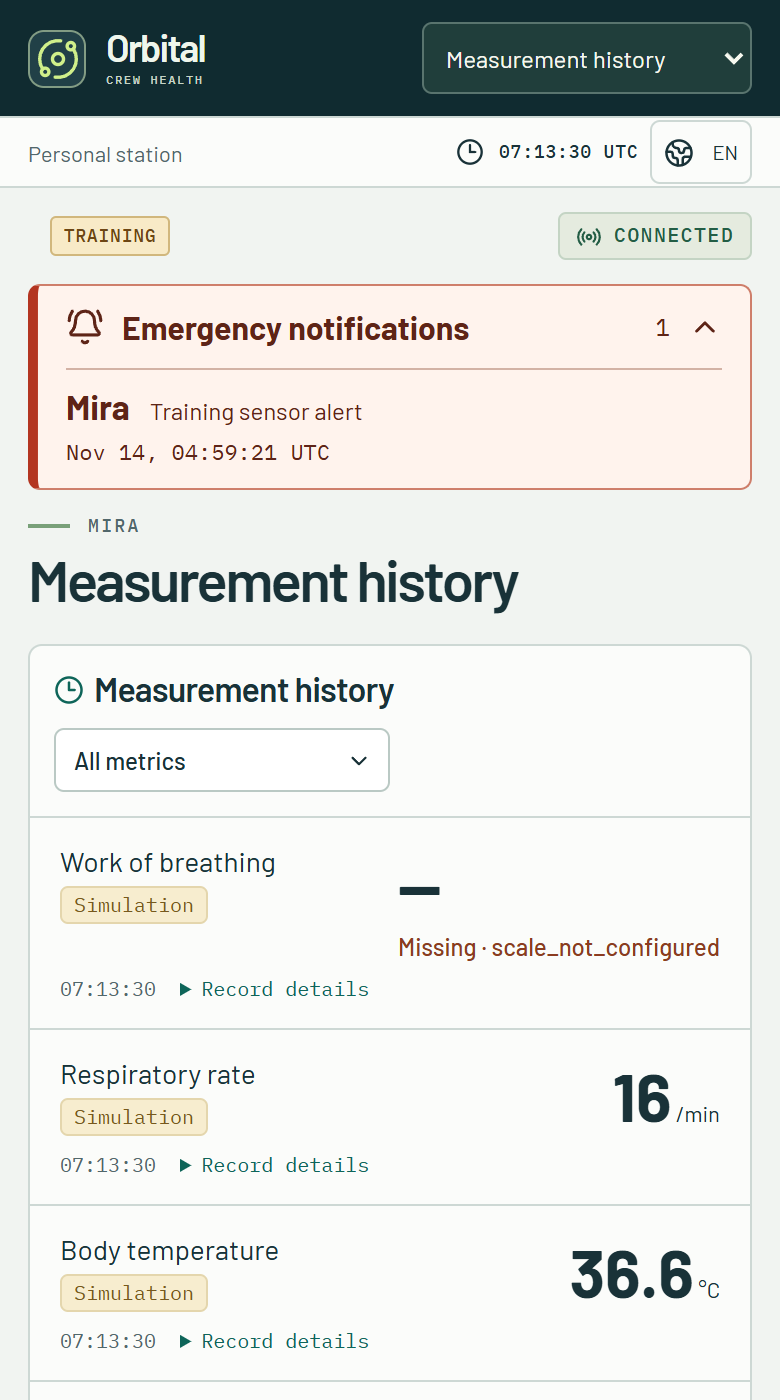 Orbital
CREW HEALTH
Measurement history
Personal station
07:13:30 UTC
EN
TRAINING
CONNECTED
Emergency notifications
1
Mira Training sensor alert
Nov 14, 04:59:21 UTC
MIRA
Measurement history
Measurement history
All metrics
Work of breathing
Simulation
—
Missing · scale_not_configured
07:13:30 ▶ Record details
Respiratory rate
Simulation
16 /min
07:13:30 ▶ Record details
Body temperature
Simulation
36.6 °C
07:13:30 ▶ Record details